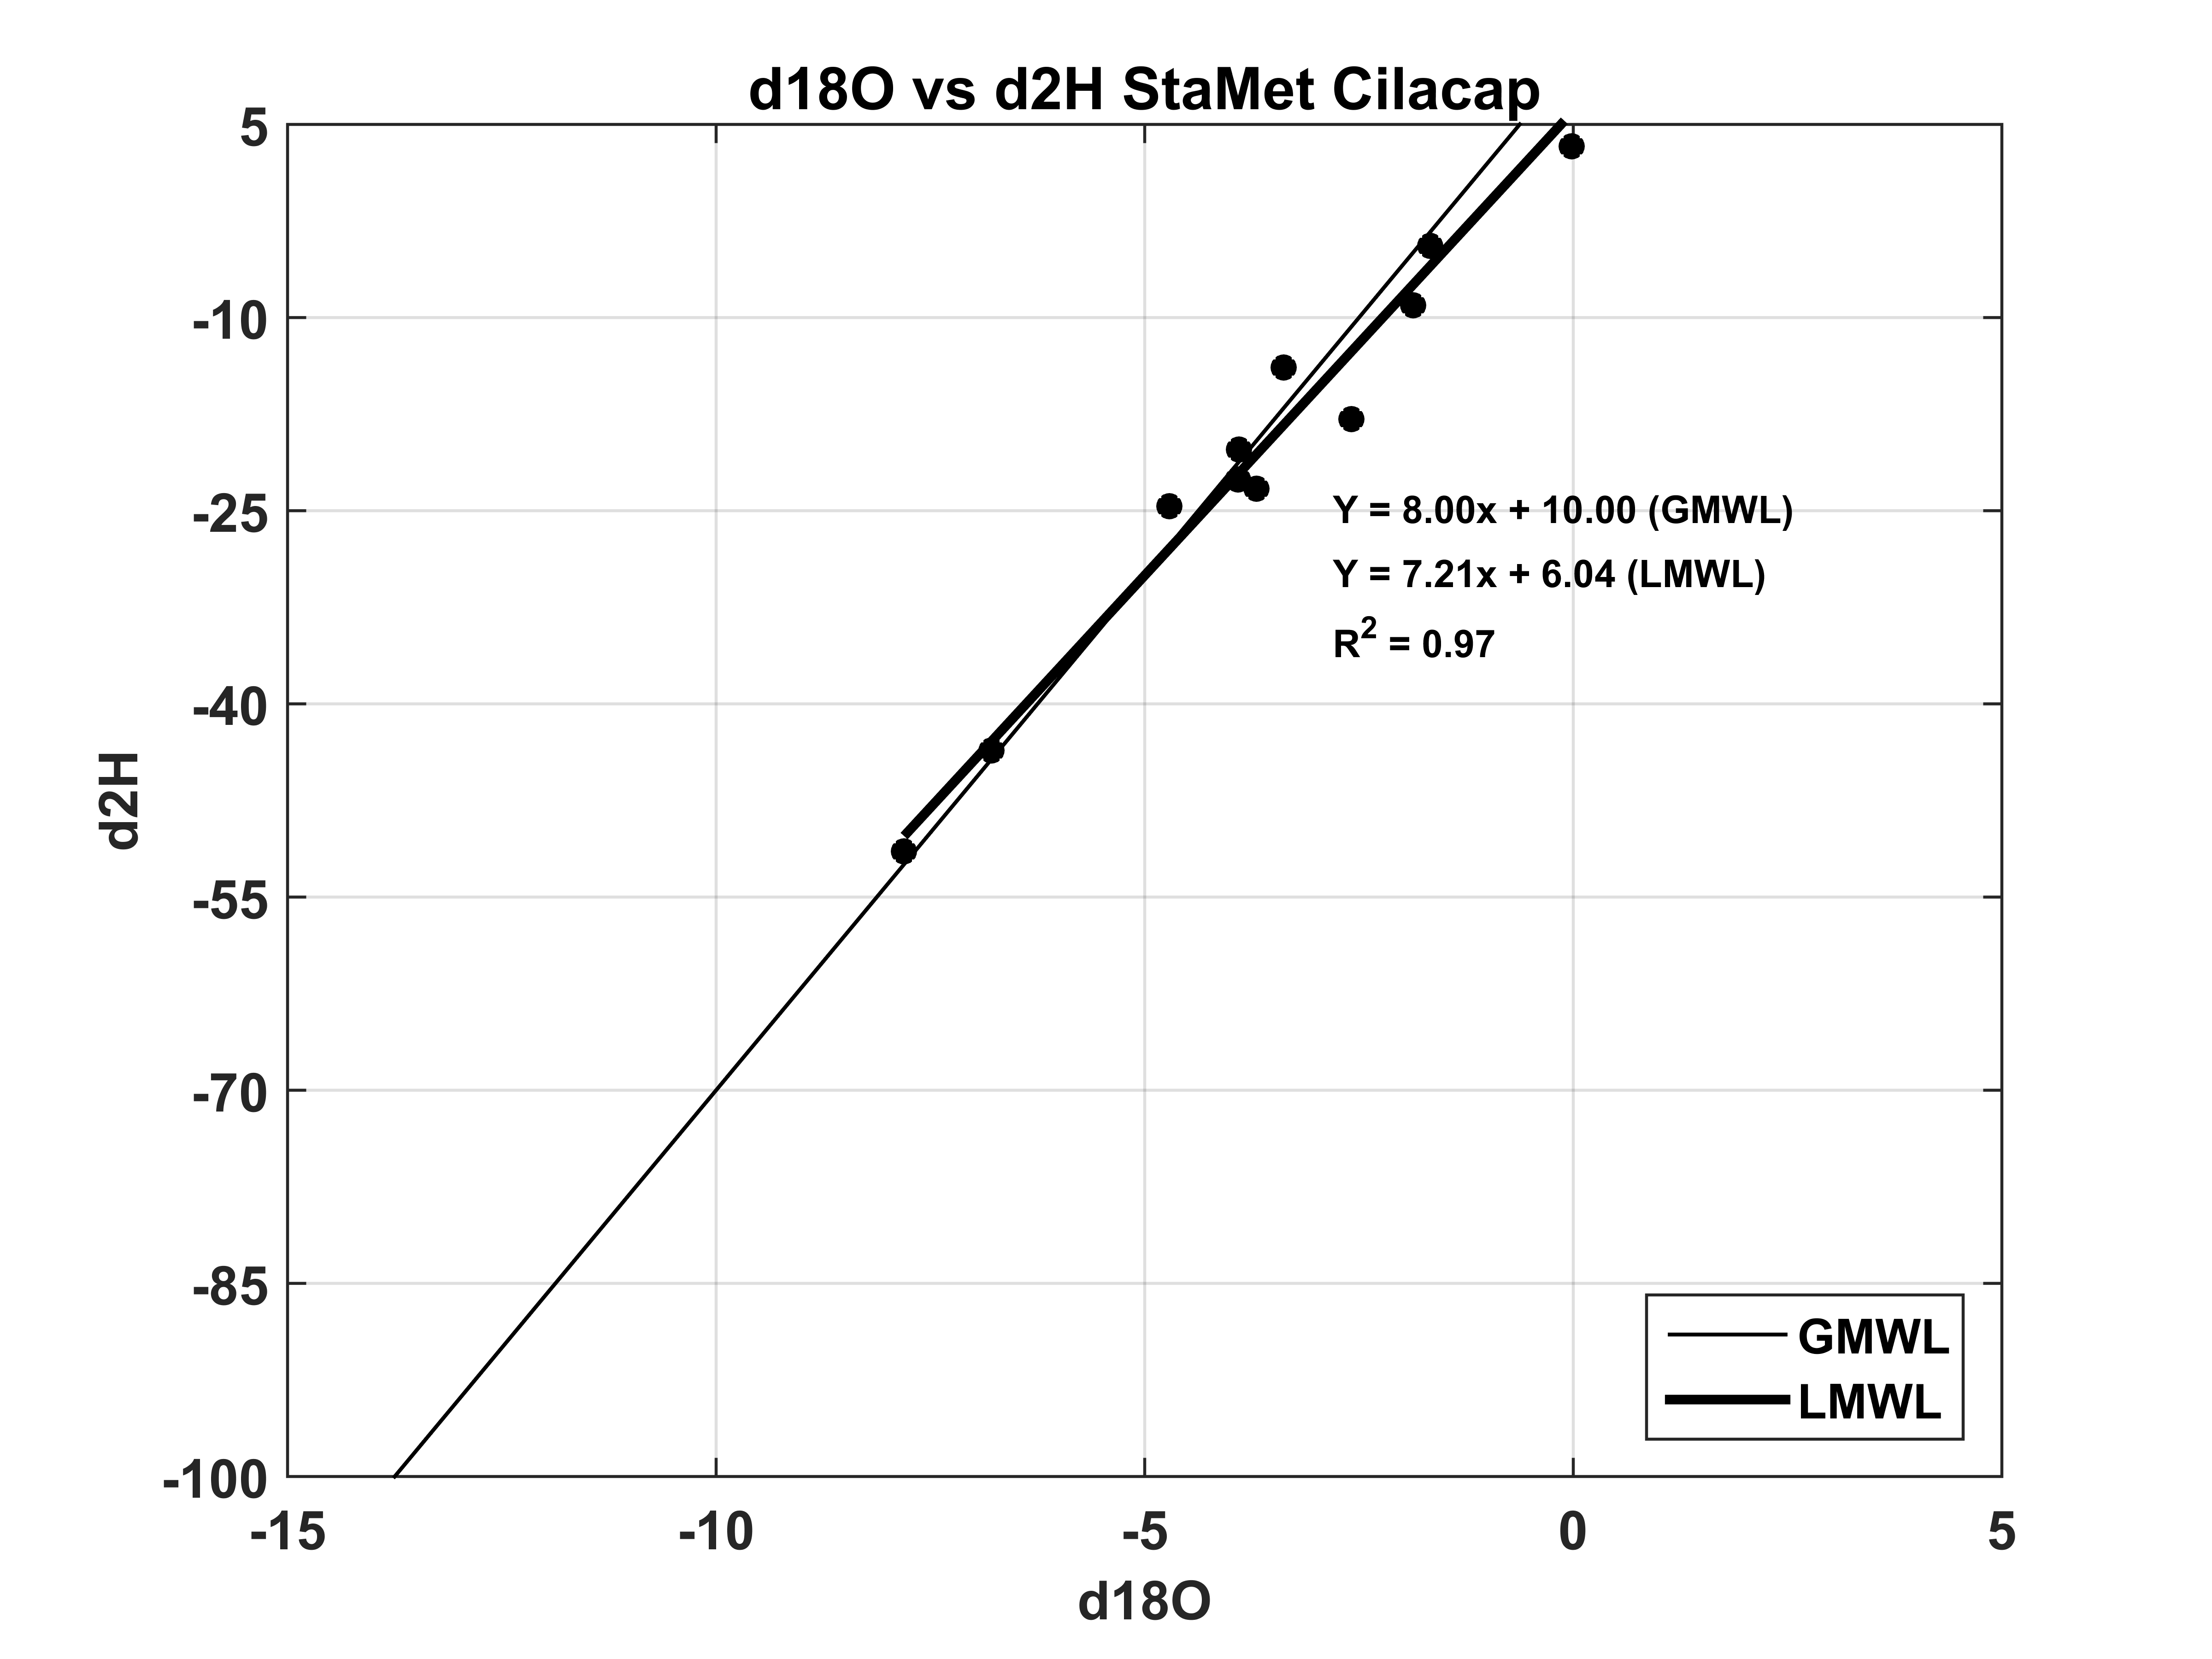 d18O vs d2H StaMet Cilacap
5
-10
-25
-40
-55
-70
-85
-100
d2H
Y = 8.00x + 10.00 (GMWL)
Y = 7.21x + 6.04 (LMWL)
R² = 0.97
GMWL
LMWL
-15 -10 -5 0 5
d18O